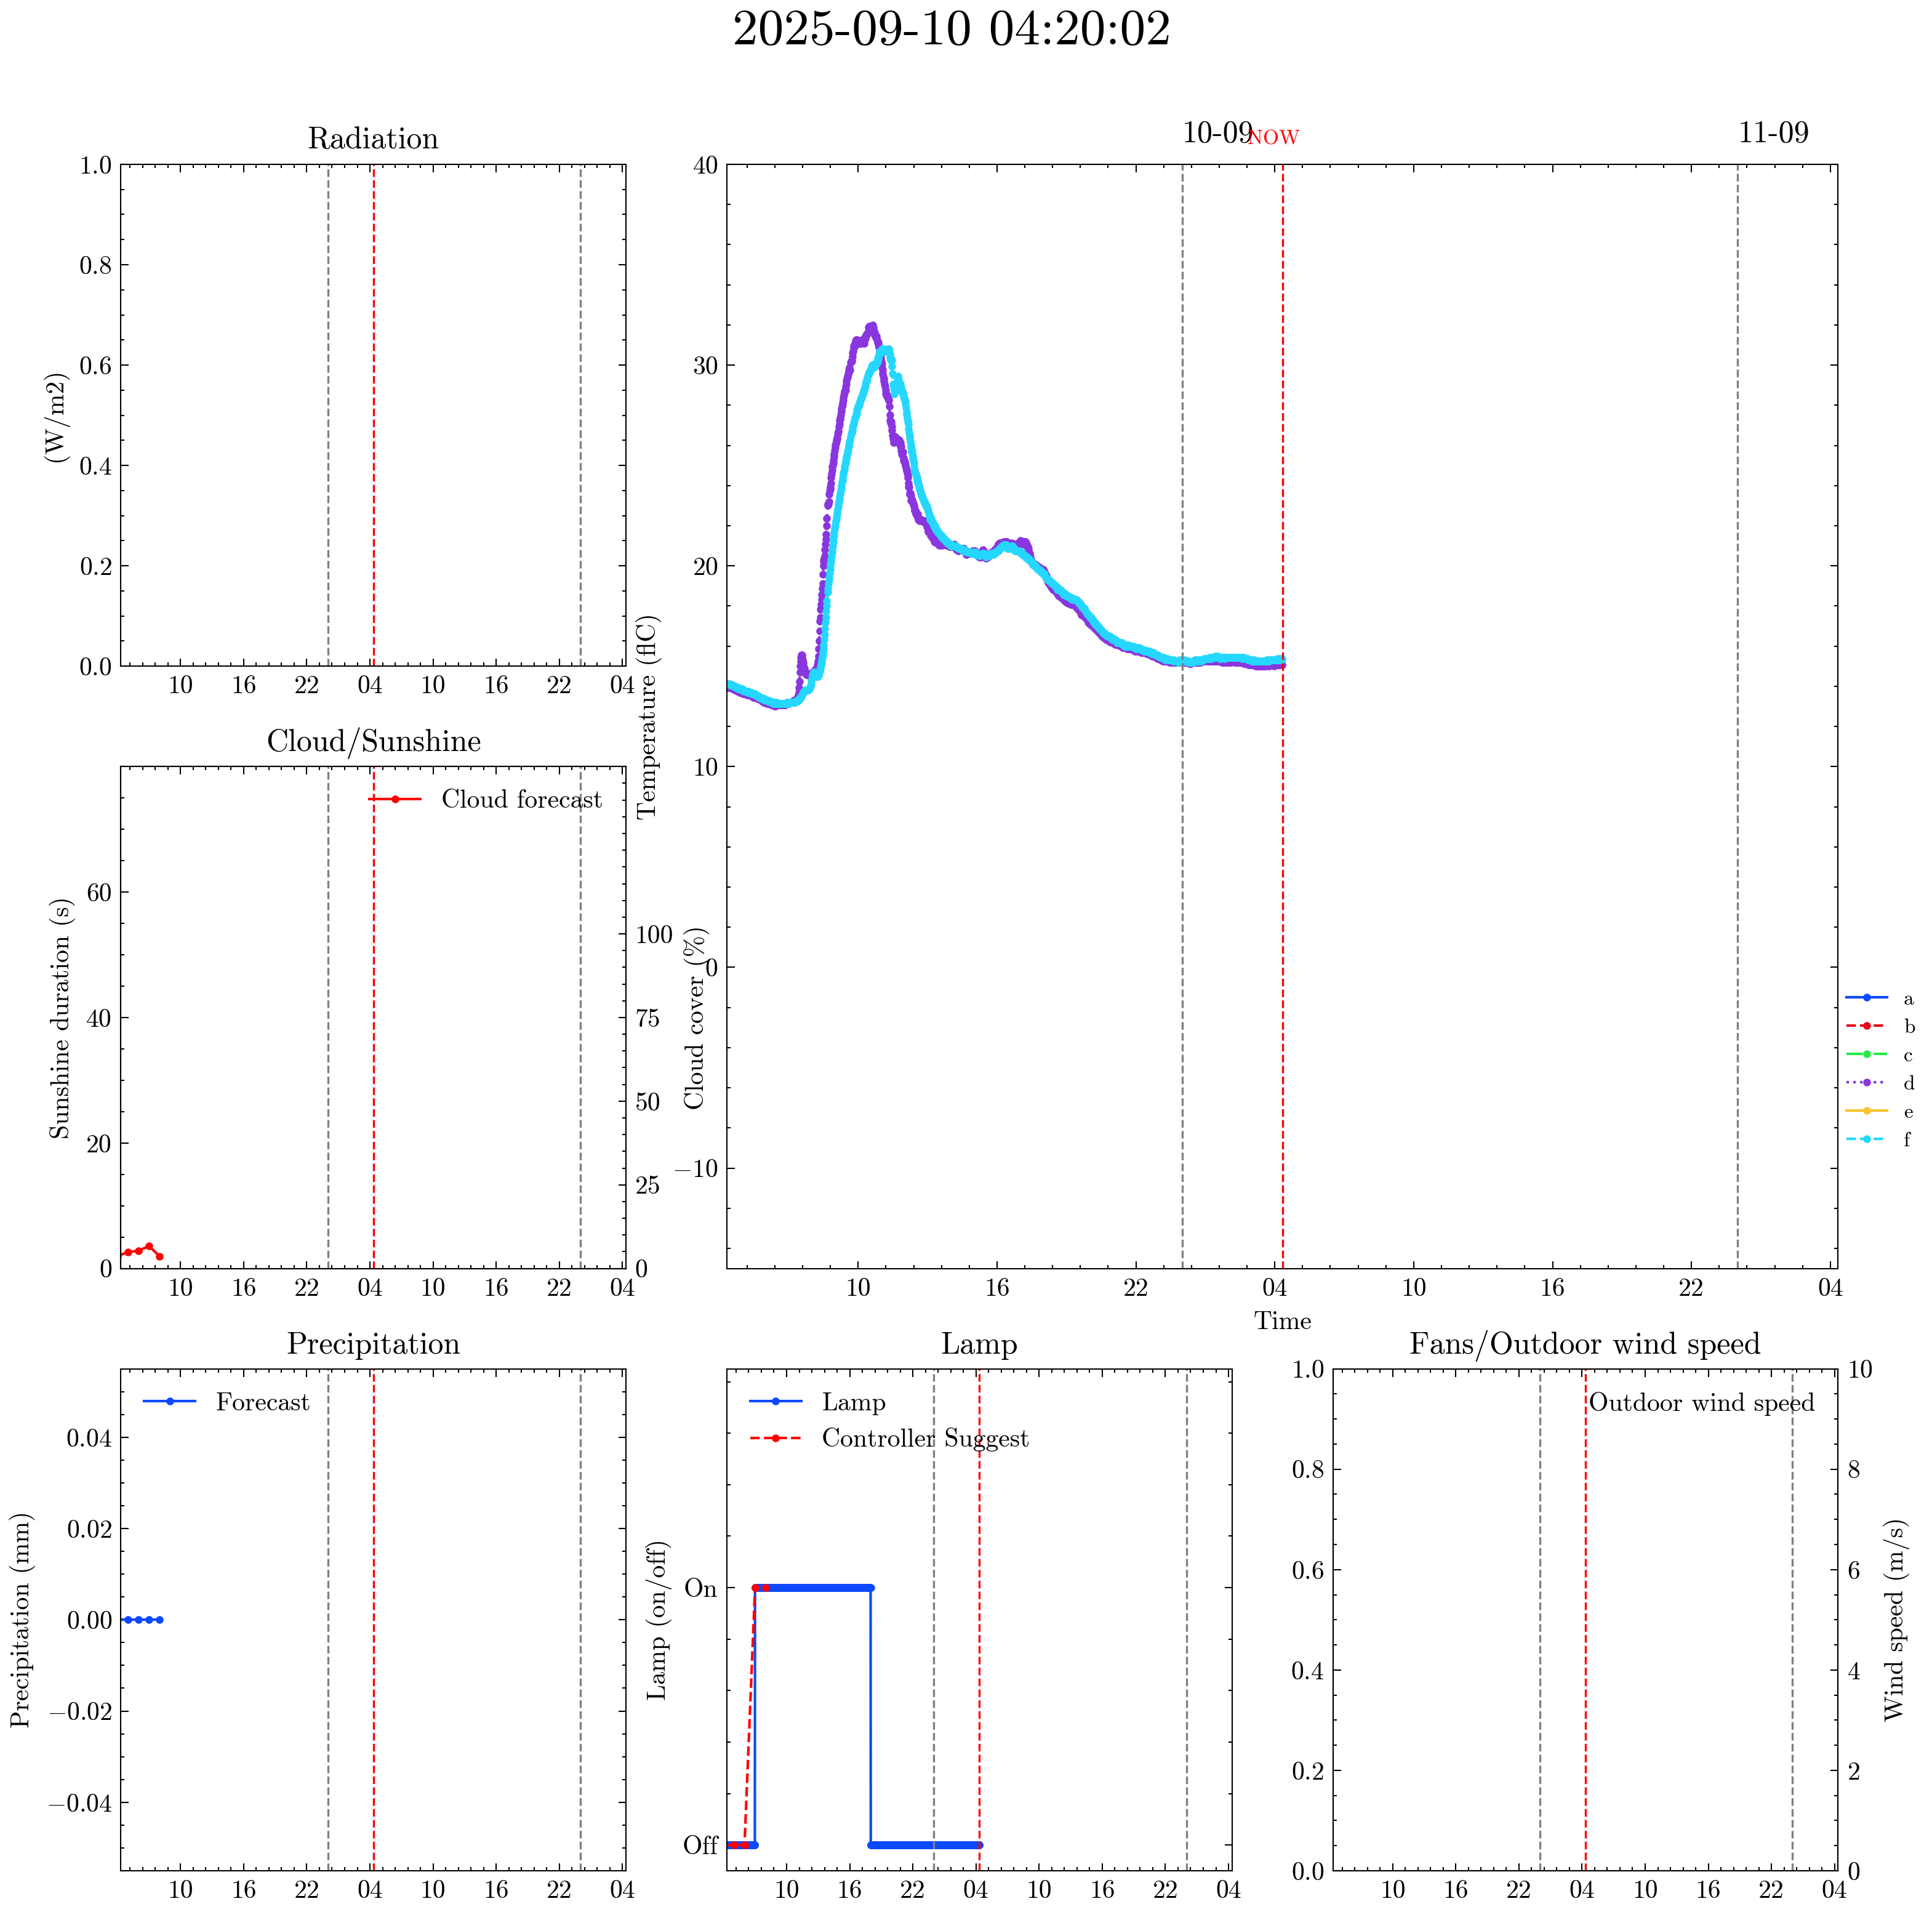 2025-09-10 04:20:02
Radiation
(W/m2)
1.0
0.8
0.6
0.4
0.2
0.0
10 16 22 04 10 16 22 04
10-09 NOW 11-09
Temperature (flC)
40
30
20
10
0
−10
10 16 22 04 10 16 22 04
Time
a
b
c
d
e
f
Cloud/Sunshine
Cloud forecast
Sunshine duration (s)
60
40
20
0
Cloud cover (%)
100
75
50
25
0
10 16 22 04 10 16 22 04
Precipitation
Forecast
Precipitation (mm)
0.04
0.02
0.00
−0.02
−0.04
10 16 22 04 10 16 22 04
Lamp
Lamp
Controller Suggest
Lamp (on/off)
On
Off
10 16 22 04 10 16 22 04
Fans/Outdoor wind speed
Outdoor wind speed
1.0
0.8
0.6
0.4
0.2
0.0
Wind speed (m/s)
10
8
6
4
2
0
10 16 22 04 10 16 22 04